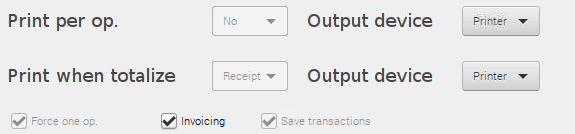 Print per op. No Output device Printer
Print when totalize Receipt Output device Printer
Force one op. Invoicing Save transactions